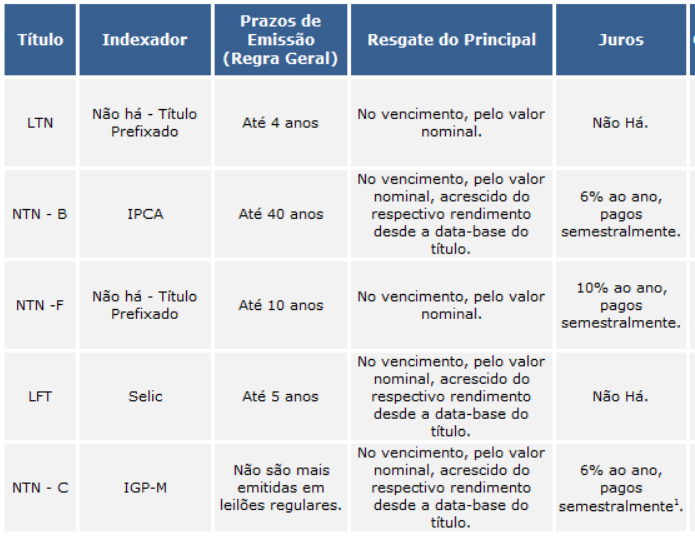 Título
Indexador
Prazos de
Emissão
(Regra Geral)
Resgate do Principal
Juros
LTN
Não há - Título
Prefixado
Até 4 anos
No vencimento, pelo valor
nominal.
Não Há.
NTN - B
IPCA
Até 40 anos
No vencimento, pelo valor
nominal, acrescido do
respectivo rendimento
desde a data-base do
título.
6% ao ano,
pagos
semestralmente.
NTN -F
Não há - Título
Prefixado
Até 10 anos
No vencimento, pelo valor
nominal.
10% ao ano,
pagos
semestralmente.
LFT
Selic
Até 5 anos
No vencimento, pelo valor
nominal, acrescido do
respectivo rendimento
desde a data-base do
título.
Não Há.
NTN - C
IGP-M
Não são mais
emitidas em
leilões regulares.
No vencimento, pelo valor
nominal, acrescido do
respectivo rendimento
desde a data-base do
título.
6% ao ano,
pagos
semestralmente¹.